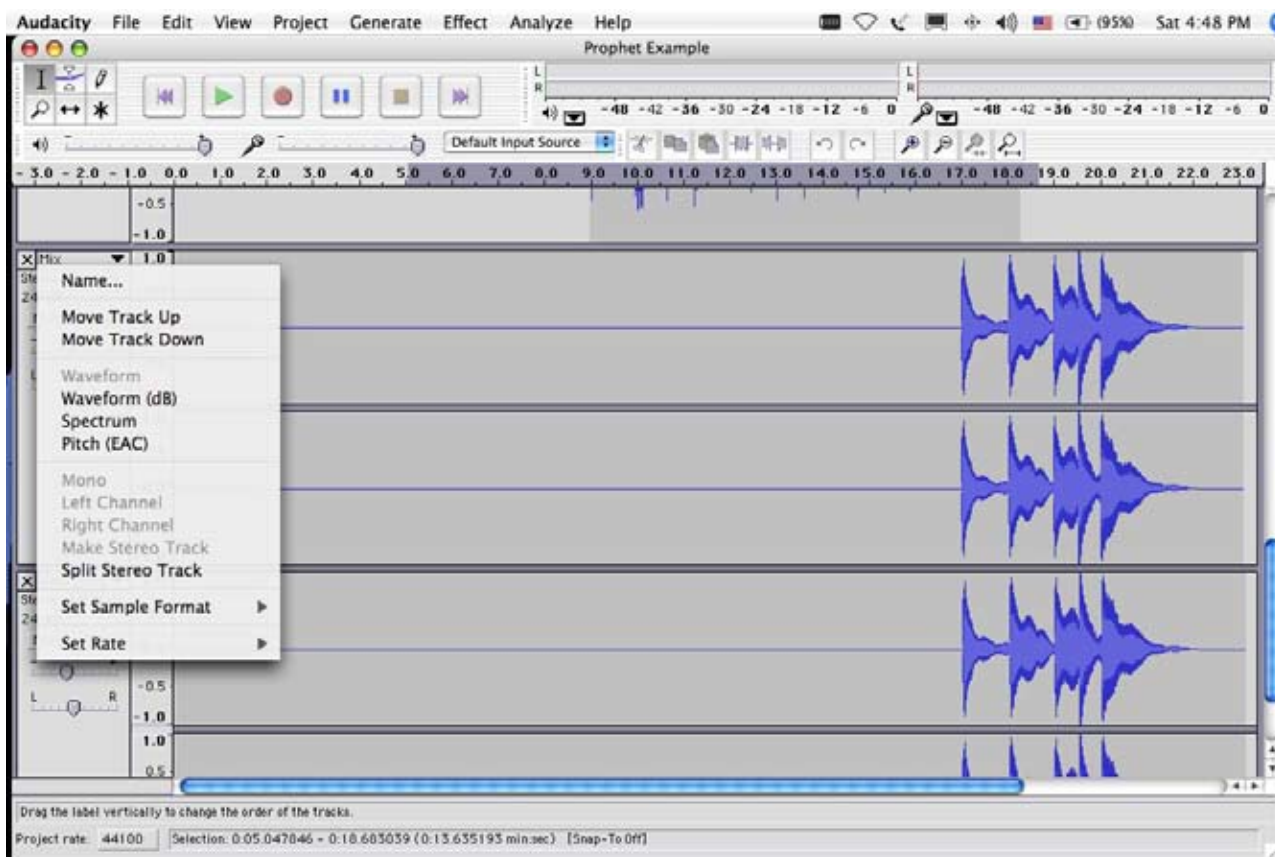 Audacity File Edit View Project Generate Effect Analyze Help (95%) Sat 4:48 PM
Prophet Example
L
R
-48 -42 -36 -30 -24 -18 -12 -6 0
L
R
-48 -42 -36 -30 -24 -18 -12 -6 0
Default Input Source
- 3.0 - 2.0 - 1.0 0.0 1.0 2.0 3.0 4.0 5.0 6.0 7.0 8.0 9.0 10.0 11.0 12.0 13.0 14.0 15.0 16.0 17.0 18.0 19.0 20.0 21.0 22.0 23.0
-0.5
-1.0
X Mix 1.0
Name...
Move Track Up
Move Track Down
Waveform
Waveform (dB)
Spectrum
Pitch (EAC)
Mono
Left Channel
Right Channel
Make Stereo Track
Split Stereo Track
Set Sample Format
Set Rate
L R
-0.5
-1.0
1.0
0.5
Drag the label vertically to change the order of the tracks.
Project rate: 44100 Selection: 0:05.047846 - 0:18.683039 (0:13.635193 min:sec) [Snap-To Off]